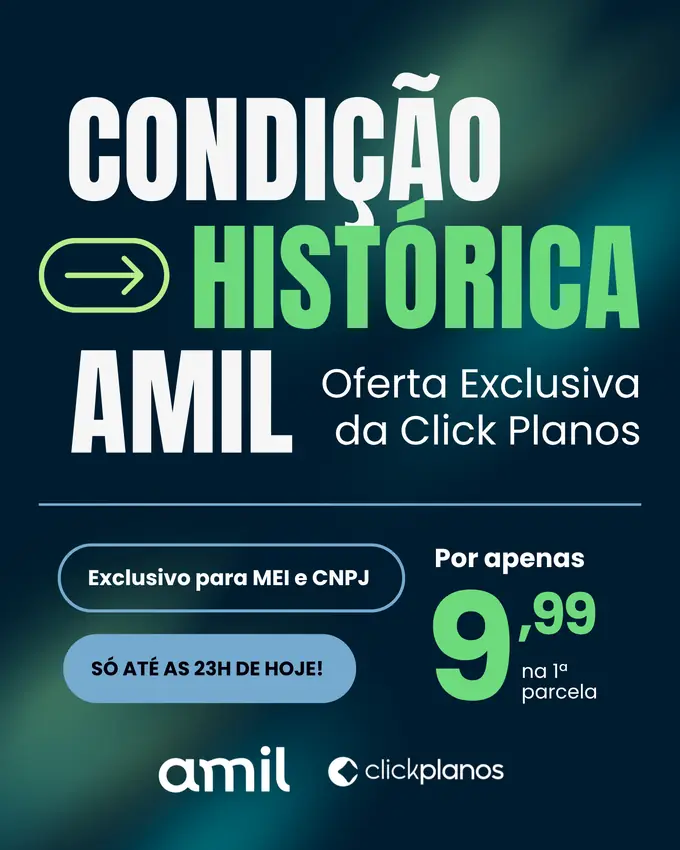 CONDIÇÃO
HISTÓRICA
AMIL
Oferta Exclusiva
da Click Planos
Exclusivo para MEI e CNPJ
SÓ ATÉ AS 23H DE HOJE!
Por apenas
9,99
na 1ª
parcela
amil
clickplanos